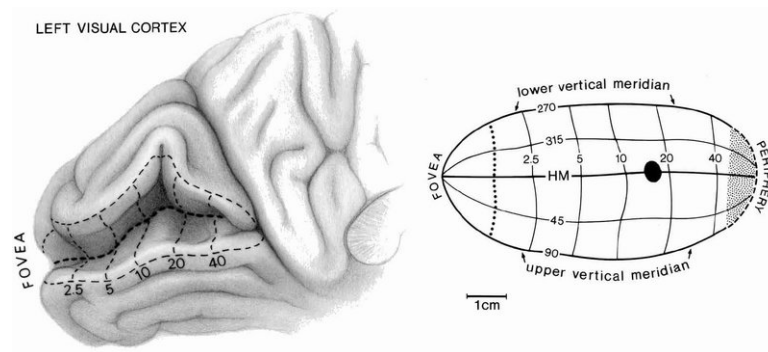 LEFT VISUAL CORTEX
FOVEA
2.5
5
10
20
40
lower vertical meridian
270
315
2.5 5 10 20 40
FOVEA
HM
PERIPHERY
45
90
upper vertical meridian
1cm